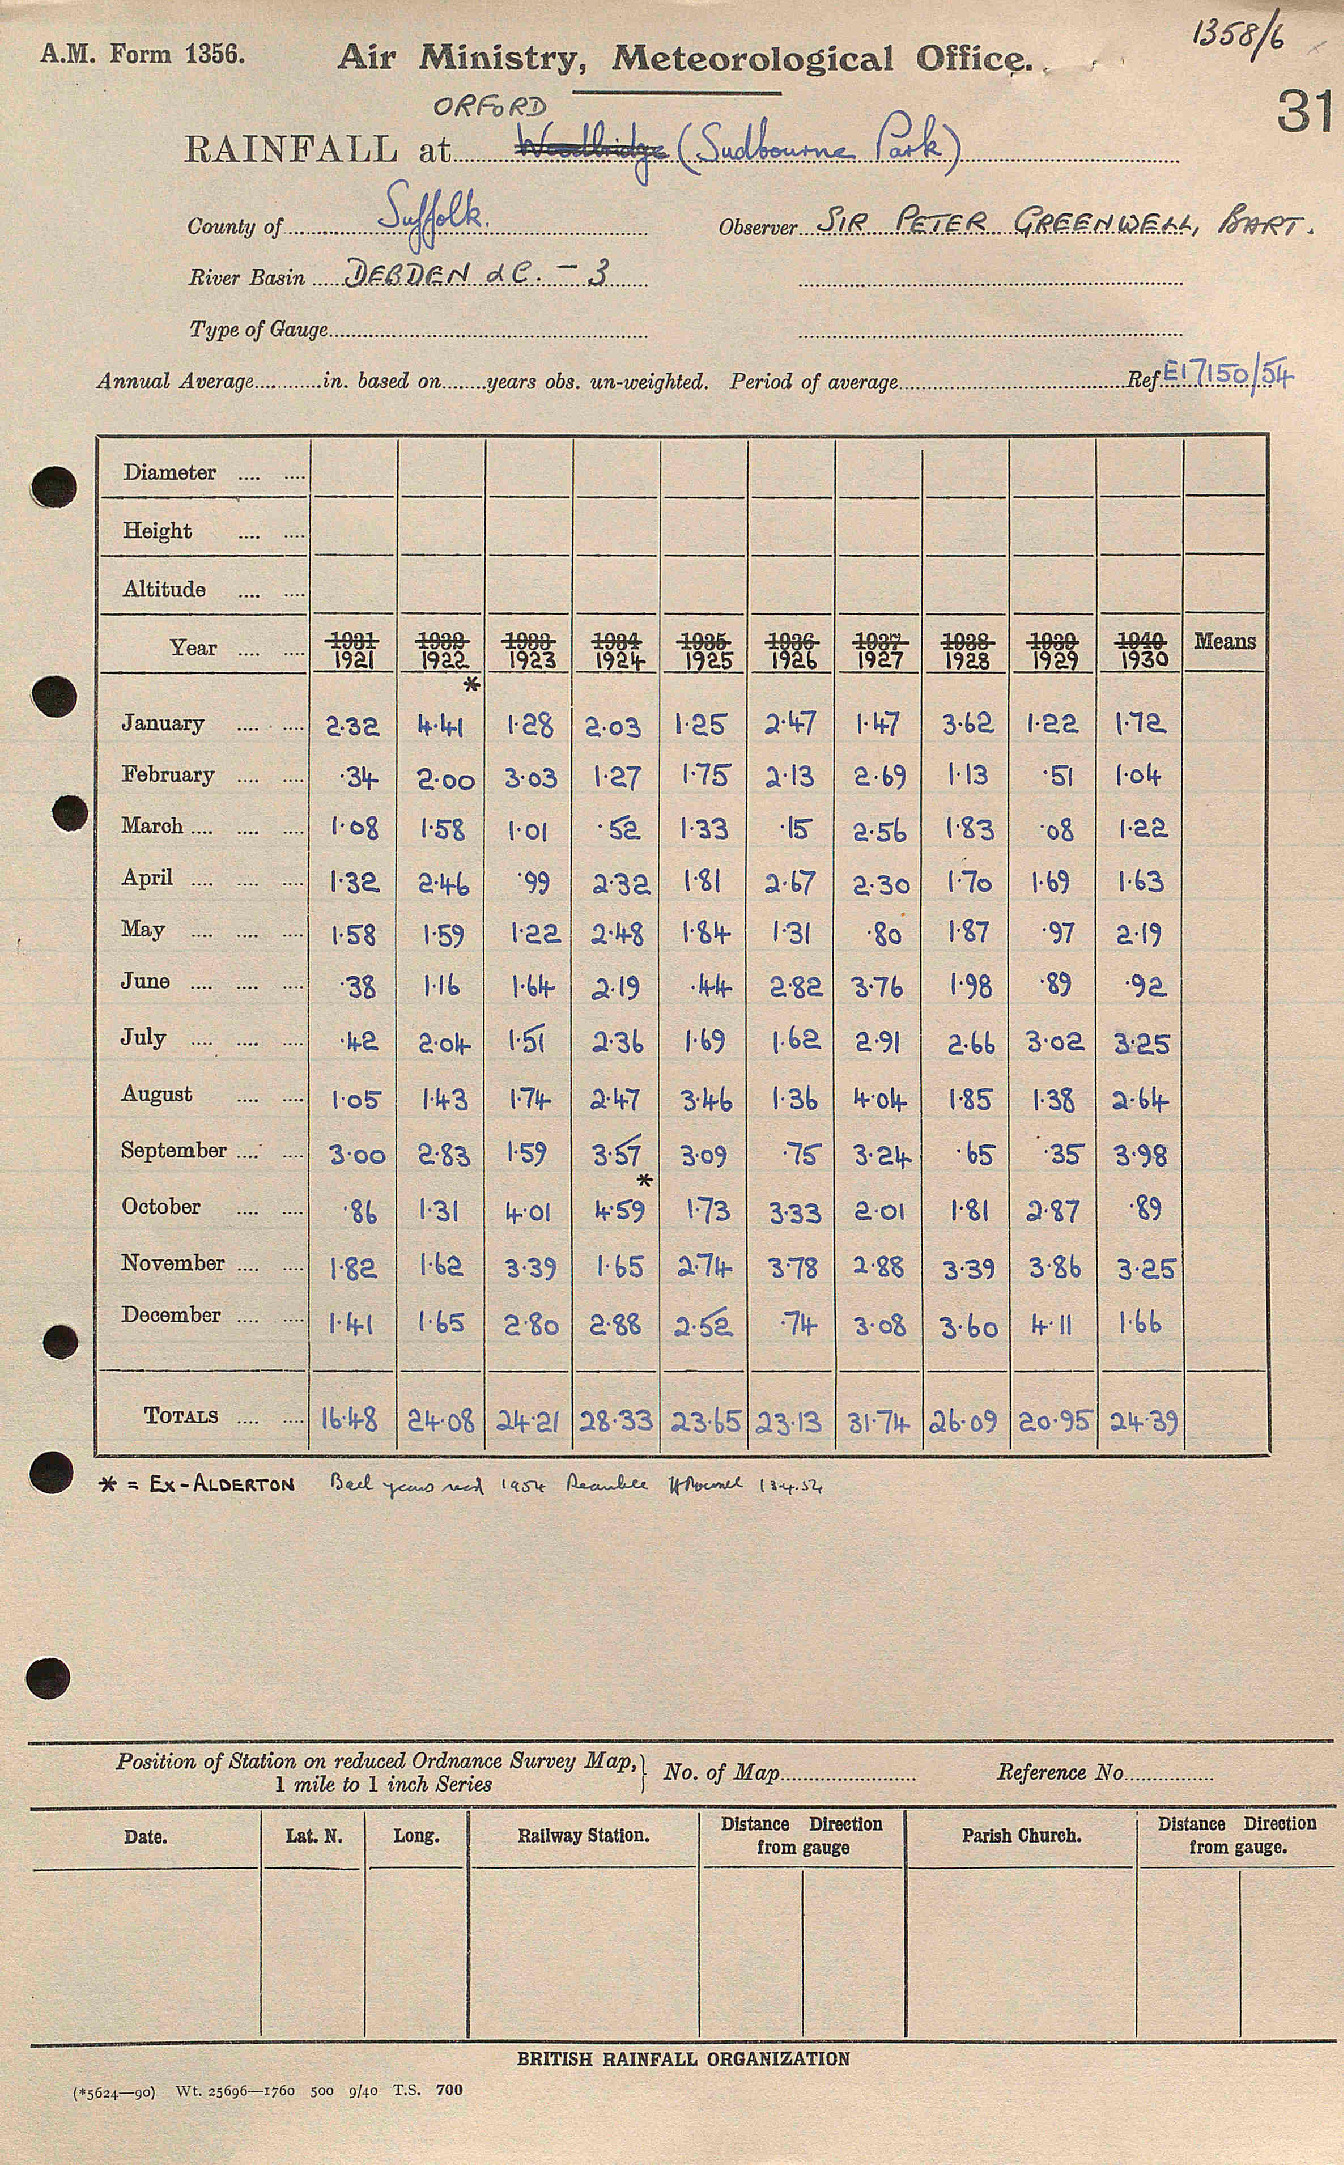 1358/6
A.M. Form 1356. Air Ministry, Meteorological Office.
31
ORFORD
RAINFALL at Woodbridge (Sudbourne Park)
County of Suffolk. Observer SIR PETER GREENWELL, BART.
River Basin DEBDEN &C. - 3
Type of Gauge
Annual Average in. based on years obs. un-weighted. Period of average Ref. E17150/54
Diameter
Height
Altitude
Year 1931 1932 1933 1934 1935 1936 1937 1938 1939 1940 Means
1921 1922 1923 1924 1925 1926 1927 1928 1929 1930
*
January 2·32 4·41 1·28 2·03 1·25 2·47 1·47 3·62 1·22 1·72
February ·34 2·00 3·03 1·27 1·75 2·13 2·69 1·13 ·51 1·04
March 1·08 1·58 1·01 ·52 1·33 ·15 2·56 1·83 ·08 1·22
April 1·32 2·46 ·99 2·32 1·81 2·67 2·30 1·70 1·69 1·63
May 1·58 1·59 1·22 2·48 1·84 1·31 ·80 1·87 ·97 2·19
June ·38 1·16 1·64 2·19 ·44 2·82 3·76 1·98 ·89 ·92
July ·42 2·04 1·51 2·36 1·69 1·62 2·91 2·66 3·02 3·25
August 1·05 1·43 1·74 2·47 3·46 1·36 4·04 1·85 1·38 2·64
September 3·00 2·83 1·59 3·57 3·09 ·75 3·24 ·65 ·35 3·98
*
October ·86 1·31 4·01 4·59 1·73 3·33 2·01 1·81 2·87 ·89
November 1·82 1·62 3·39 1·65 2·74 3·78 2·88 3·39 3·86 3·25
December 1·41 1·65 2·80 2·88 2·52 ·74 3·08 3·60 4·11 1·66
TOTALS 16·48 24·08 24·21 28·33 23·65 23·13 31·74 26·09 20·95 24·39
* = EX-ALDERTON Back years 1954 13.4.54
Position of Station on reduced Ordnance Survey Map, 1 mile to 1 inch Series No. of Map Reference No.
Date. Lat. N. Long. Railway Station. Distance Direction from gauge Parish Church. Distance Direction from gauge.
BRITISH RAINFALL ORGANIZATION
(*5624—90) Wt. 25696—1760 500 9/40 T.S. 700